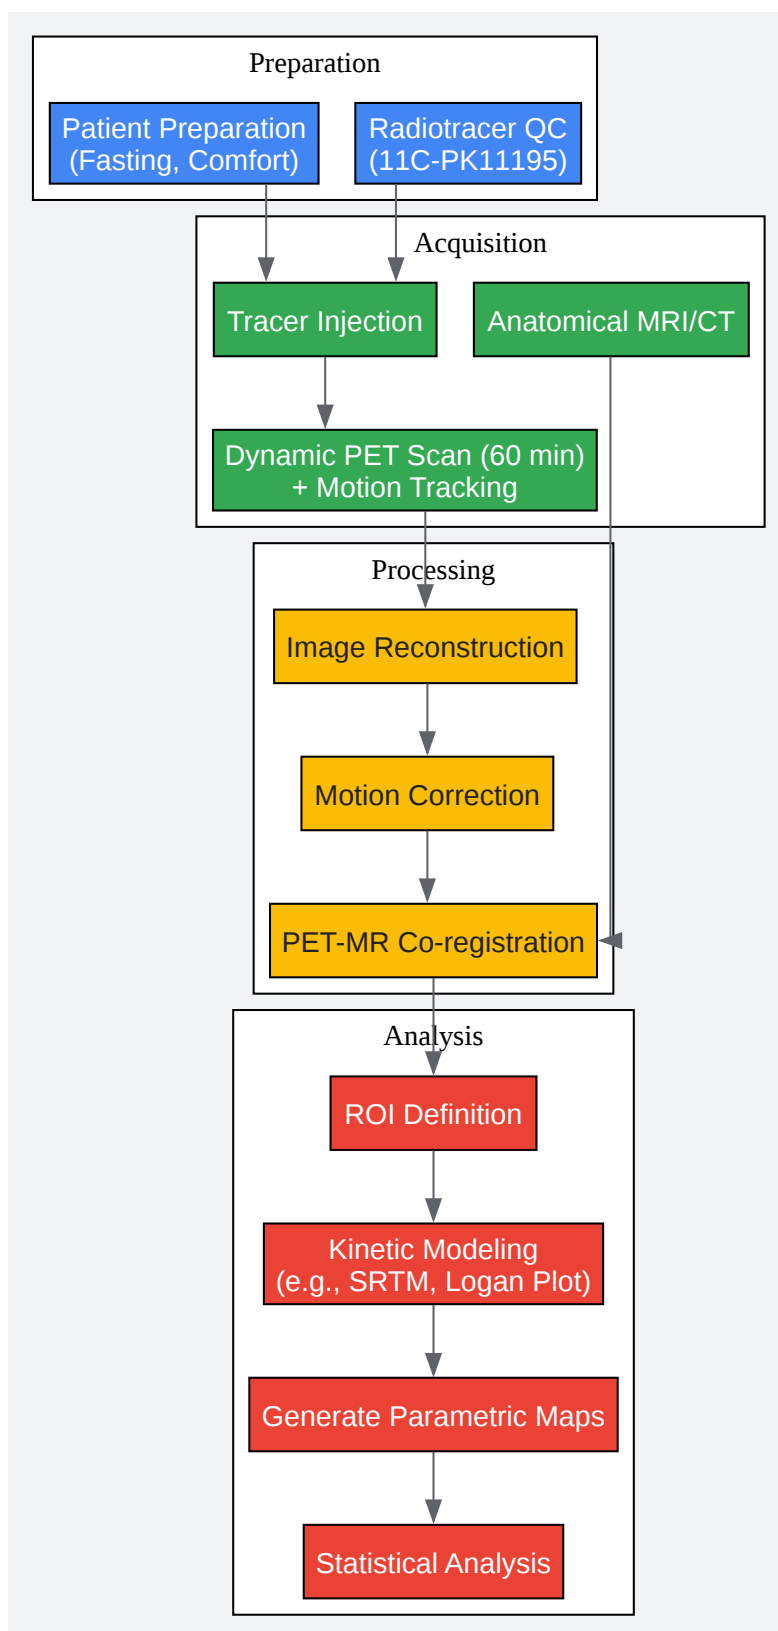 Preparation
Patient Preparation
(Fasting, Comfort)
Radiotracer QC
(11C-PK11195)
Acquisition
Tracer Injection
Anatomical MRI/CT
Dynamic PET Scan (60 min)
+ Motion Tracking
Processing
Image Reconstruction
Motion Correction
PET-MR Co-registration
Analysis
ROI Definition
Kinetic Modeling
(e.g., SRTM, Logan Plot)
Generate Parametric Maps
Statistical Analysis